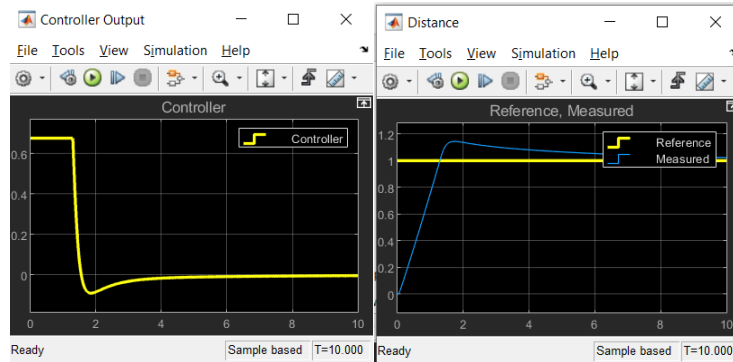 Controller Output
File Tools View Simulation Help
Controller
Controller
0.6
0.4
0.2
0
0 2 4 6 8 10
Ready Sample based T=10.000
Distance
File Tools View Simulation Help
Reference, Measured
Reference
Measured
1.2
1
0.8
0.6
0.4
0.2
0
0 2 4 6 8 10
Ready Sample based T=10.000